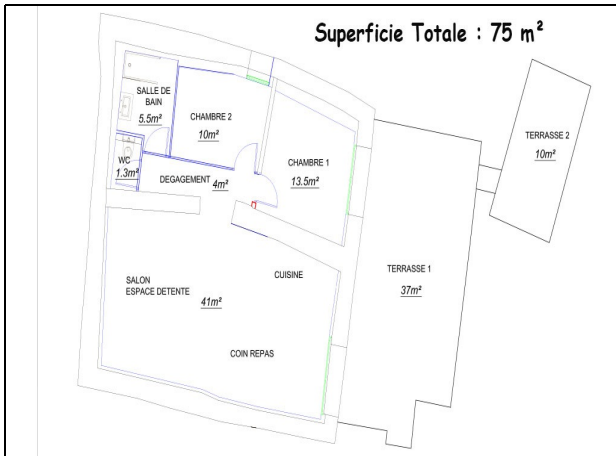 Superficie Totale : 75 m²
SALLE DE
BAIN
5.5m²
CHAMBRE 2
10m²
TERRASSE 2
10m²
WC
1.3m²
DEGAGEMENT
4m²
CHAMBRE 1
13.5m²
SALON
ESPACE DETENTE
41m²
CUISINE
TERRASSE 1
37m²
COIN REPAS